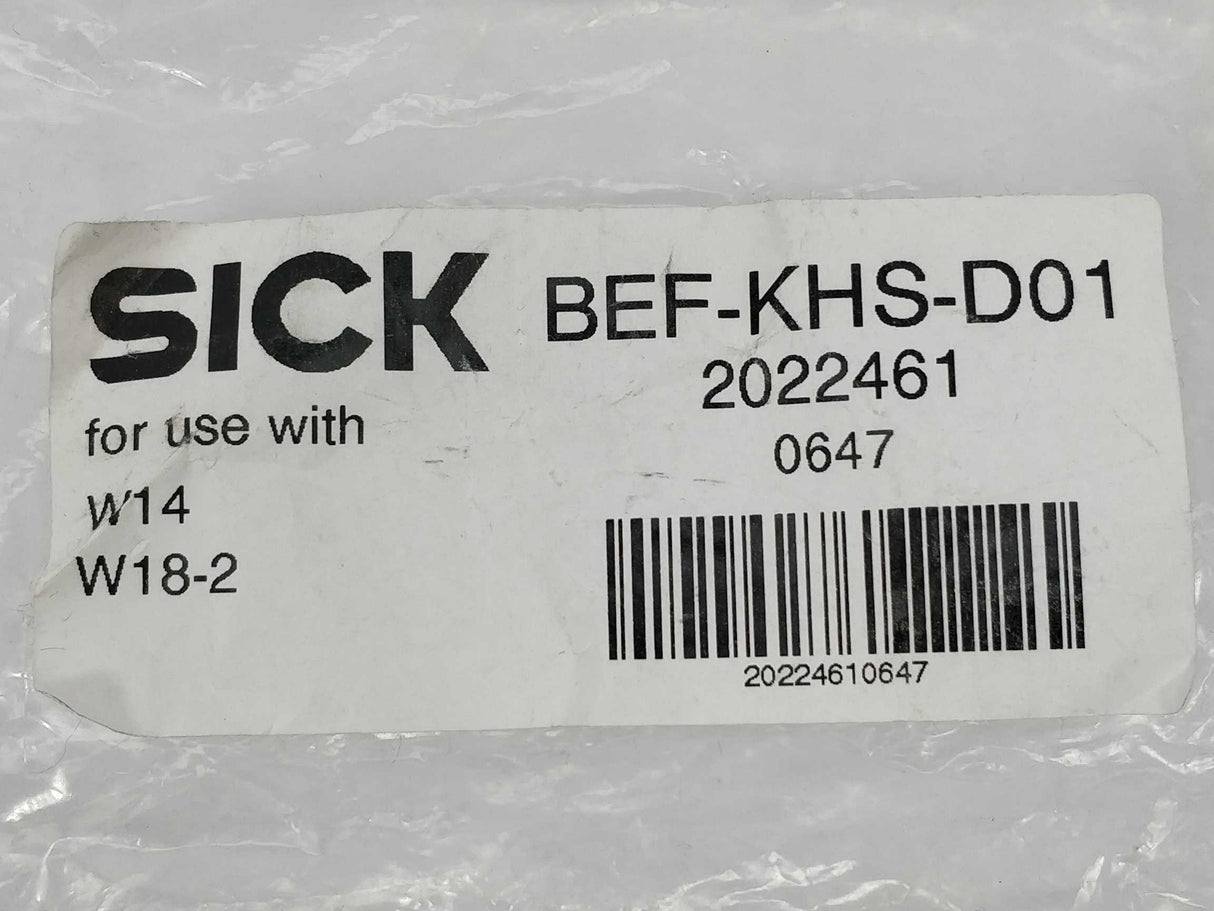 SICK
BEF-KHS-D01
2022461
0647
for use with
W14
W18-2
20224610647